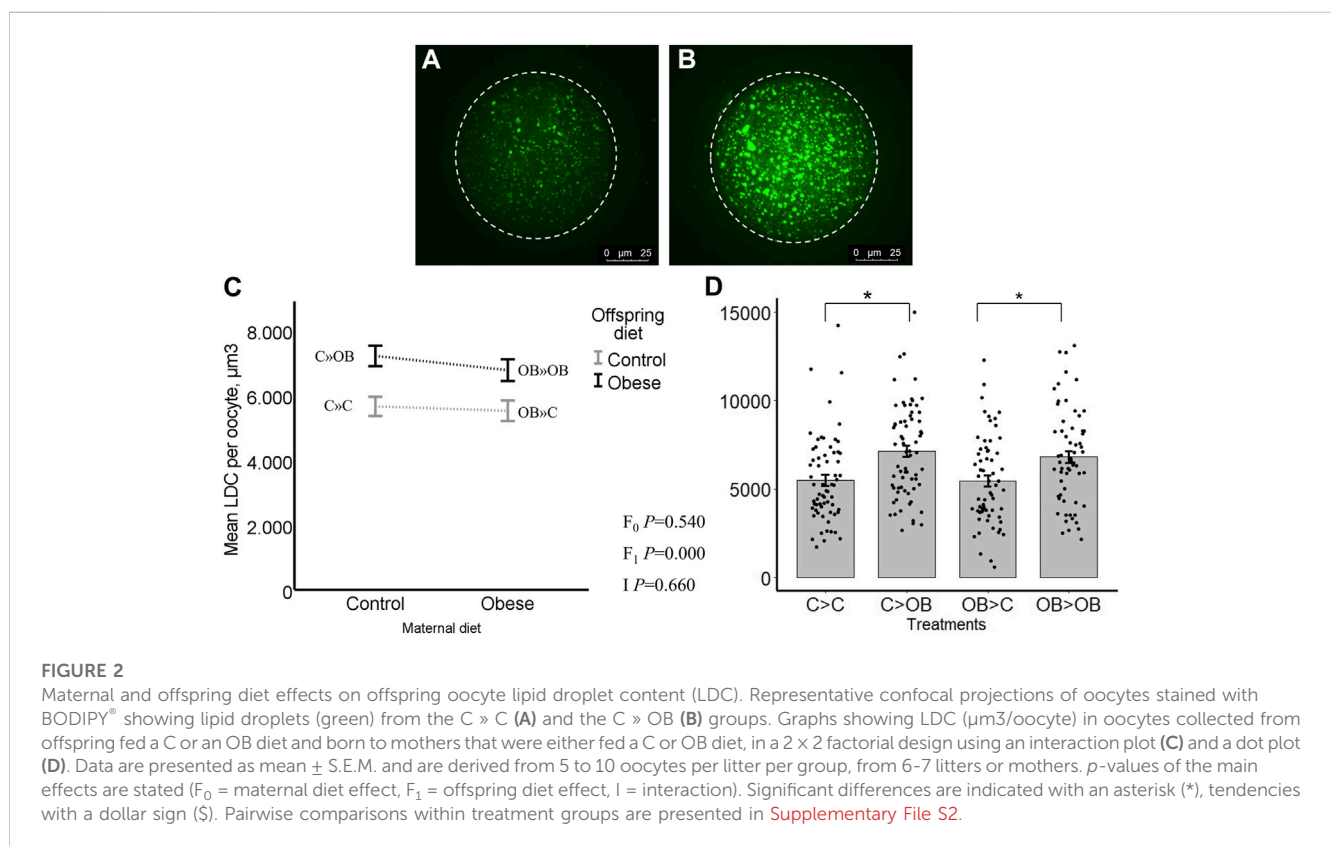 A
B
0 µm 25
0 µm 25
C
D
Mean LDC per oocyte, µm3
8.000
6.000
4.000
2.000
0
C»OB
OB»OB
C»C
OB»C
Offspring
diet
Control
Obese
F₀ P=0.540
F₁ P=0.000
I P=0.660
Control
Obese
Maternal diet
*
*
15000
10000
5000
0
C>C
C>OB
OB>C
OB>OB
Treatments
FIGURE 2
Maternal and offspring diet effects on offspring oocyte lipid droplet content (LDC). Representative confocal projections of oocytes stained with
BODIPY® showing lipid droplets (green) from the C » C (A) and the C » OB (B) groups. Graphs showing LDC (µm3/oocyte) in oocytes collected from
offspring fed a C or an OB diet and born to mothers that were either fed a C or OB diet, in a 2 × 2 factorial design using an interaction plot (C) and a dot plot
(D). Data are presented as mean ± S.E.M. and are derived from 5 to 10 oocytes per litter per group, from 6-7 litters or mothers. p-values of the main
effects are stated (F₀ = maternal diet effect, F₁ = offspring diet effect, I = interaction). Significant differences are indicated with an asterisk (*), tendencies
with a dollar sign ($). Pairwise comparisons within treatment groups are presented in Supplementary File S2.